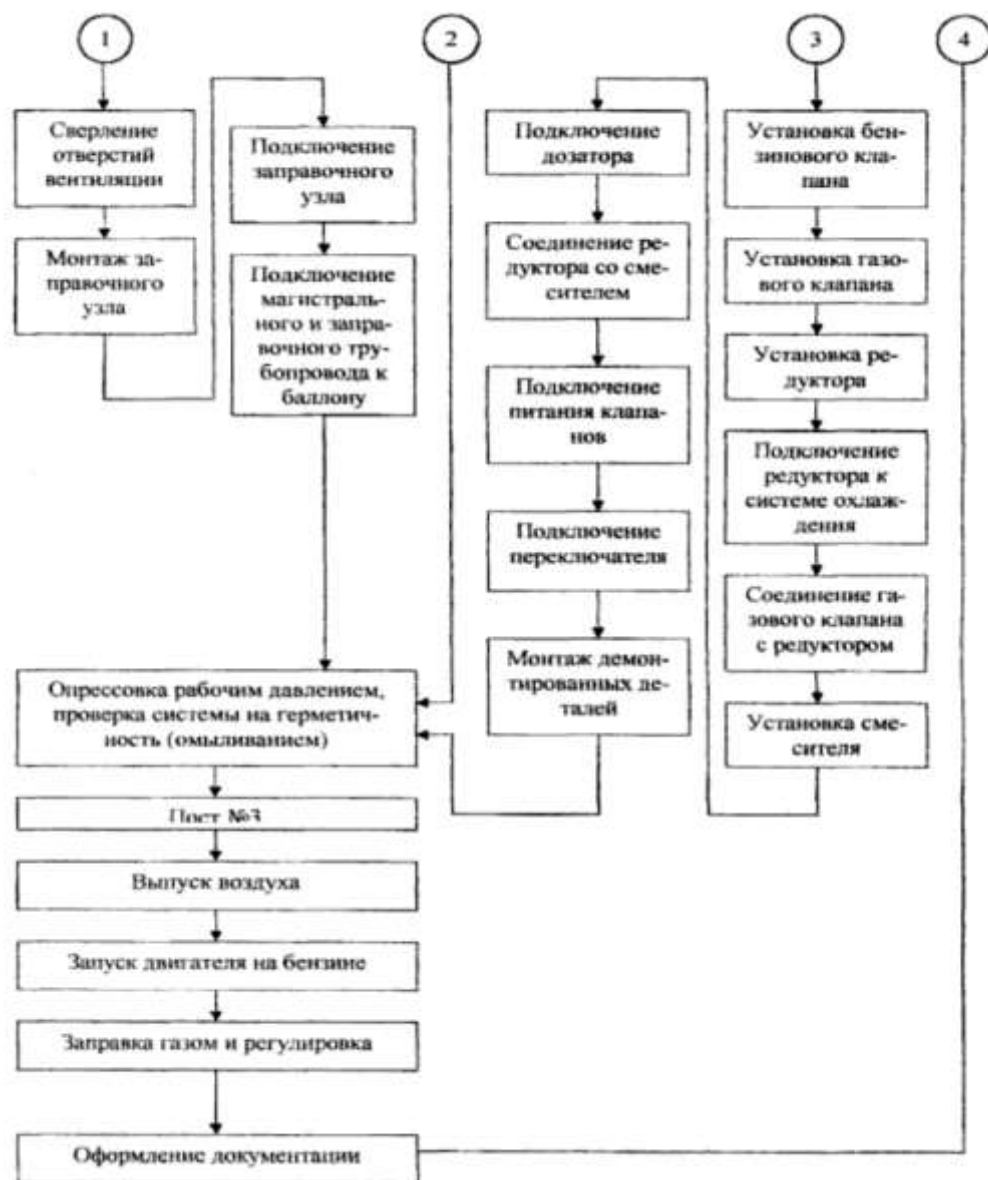 1
2
3
4
Сверление
отверстий
вентиляции
Монтаж за-
правочного
узла
Подключение
заправочного
узла
Подключение
магистраль-
ного и запра-
вочного тру-
бопровода к
баллону
Подключение
дозатора
Соединение ре-
дуктора со сме-
сителем
Подключение
питания клапа-
нов
Подключение
переключателя
Монтаж демон-
тированных де-
талей
Установка бен-
зинового кла-
пана
Установка газо-
вого клапана
Установка ре-
дуктора
Подключение
редуктора к
системе охлаж-
дения
Соединение га-
зового клапана
с редуктором
Установка сме-
сителя
Опрессовка рабочим давлением,
проверка системы на герметич-
ность (омыливанием)
Пост №3
Выпуск воздуха
Запуск двигателя на бензине
Заправка газом и регулировка
Оформление документации